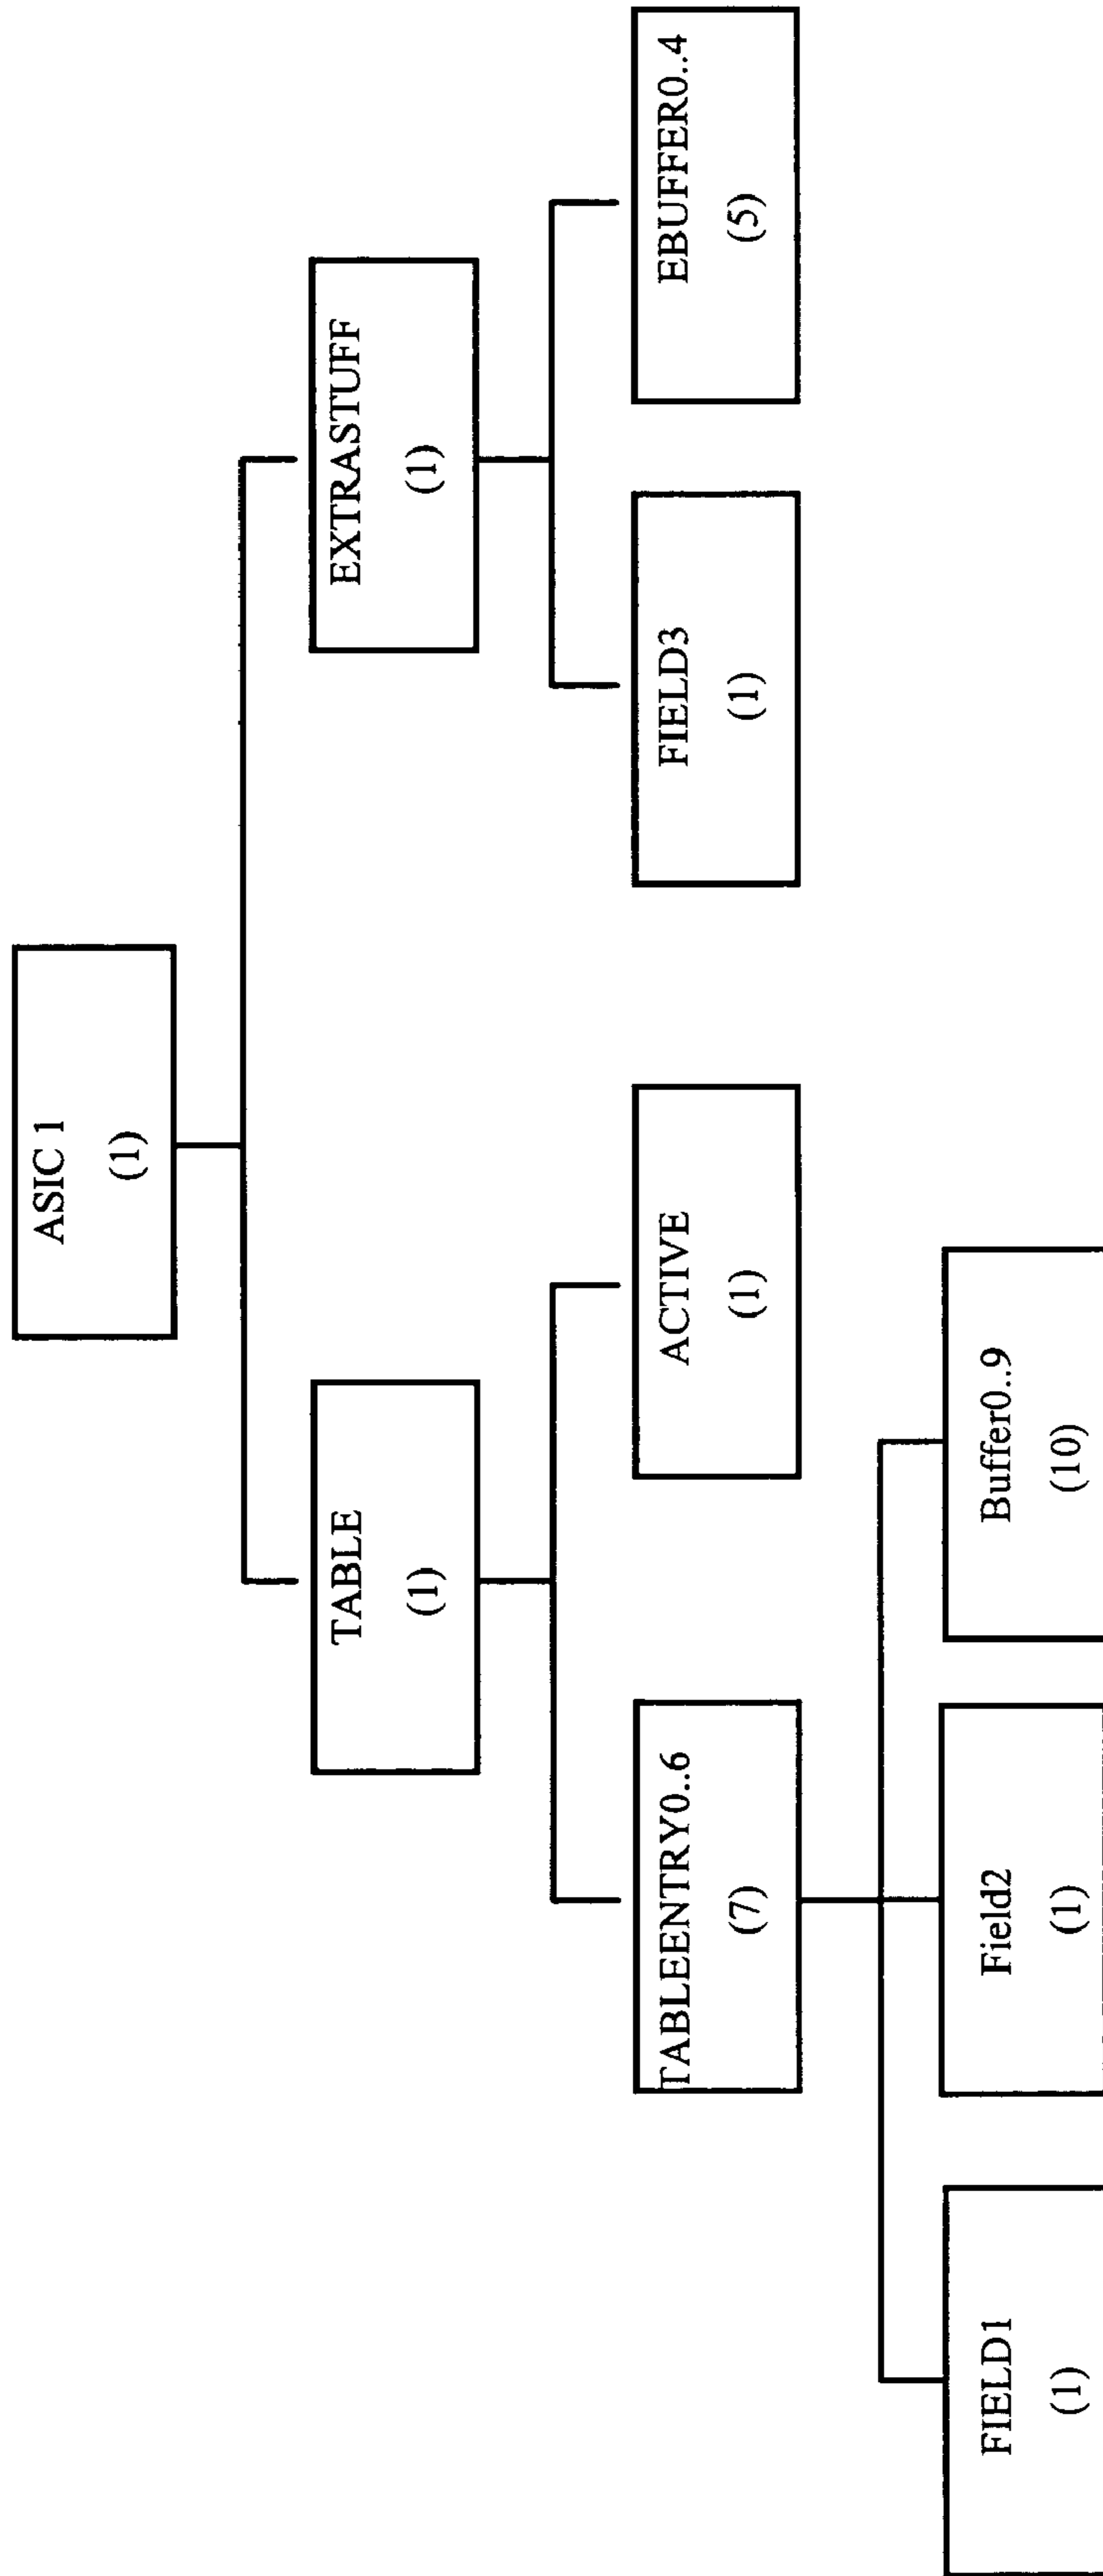 ASIC 1
(1)
TABLE
(1)
EXTRASTUFF
(1)
TABLEENTRY0..6
(7)
ACTIVE
(1)
FIELD3
(1)
EBUFFER0..4
(5)
FIELD1
(1)
Field2
(1)
Buffer0..9
(10)